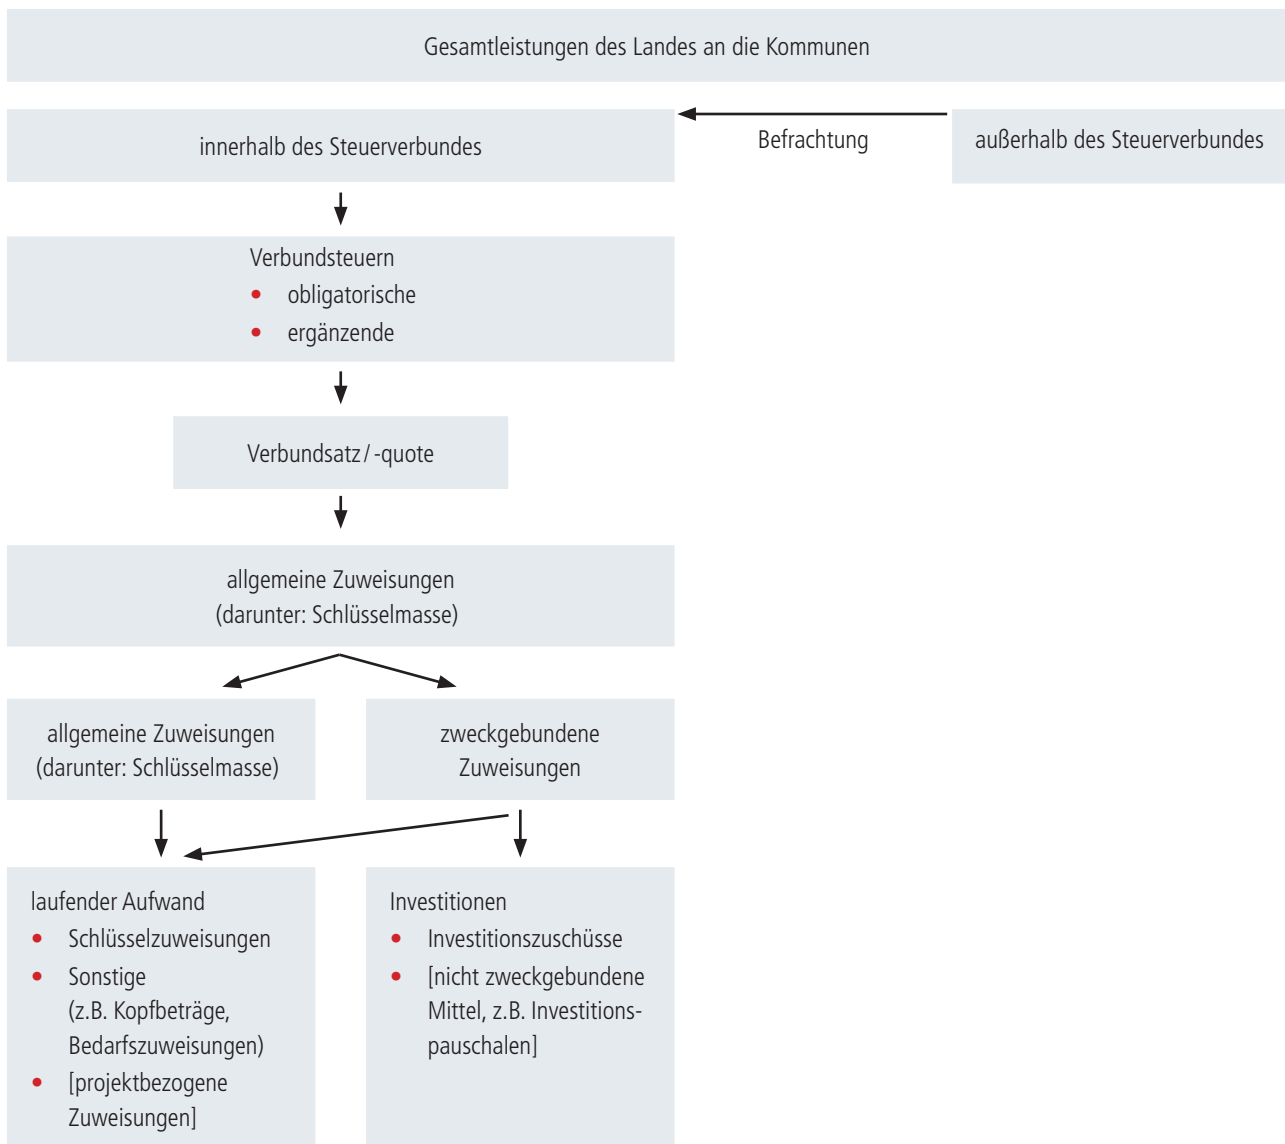 Gesamtleistungen des Landes an die Kommunen
innerhalb des Steuerverbundes
Befrachtung
außerhalb des Steuerverbundes
Verbundsteuern
• obligatorische
• ergänzende
Verbundsatz / -quote
allgemeine Zuweisungen
(darunter: Schlüsselmasse)
allgemeine Zuweisungen
(darunter: Schlüsselmasse)
zweckgebundene
Zuweisungen
laufender Aufwand
• Schlüsselzuweisungen
• Sonstige
(z.B. Kopfbeträge,
Bedarfszuweisungen)
• [projektbezogene
Zuweisungen]
Investitionen
• Investitionszuschüsse
• [nicht zweckgebundene
Mittel, z.B. Investitions-
pauschalen]